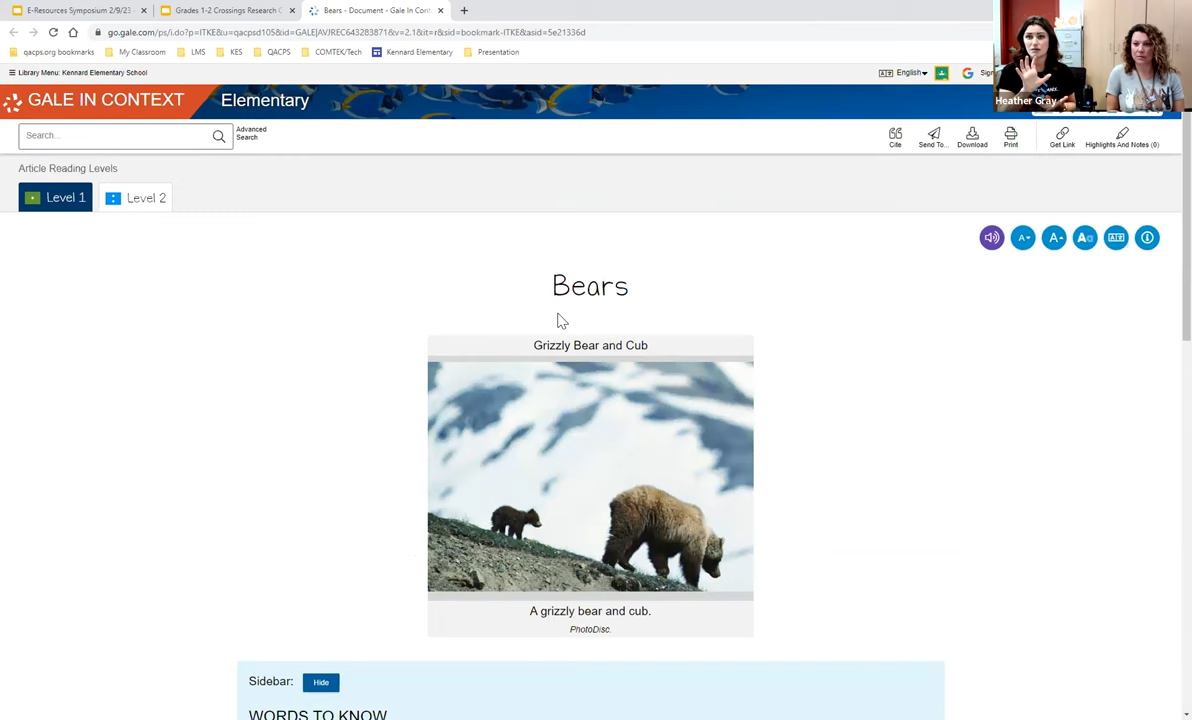 E-Resources Symposium 2/9/23 -
Grades 1-2 Crossings Research C
Bears - Document - Gale In Cont
go.gale.com/ps/i.do?p=ITKE&u=qacpsd105&id=GALE|AVJREC643283871&v=2.1&it=r&sid=bookmark-ITKE&asid=5e21336d
qacps.org bookmarks
My Classroom
LMS
KES
QACPS
COMTEK/Tech
Kennard Elementary
Presentation
Library Menu: Kennard Elementary School
English
Sign
Heather Gray
GALE IN CONTEXT
Elementary
Search...
Advanced
Search
Cite
Send To...
Download
Print
Get Link
Highlights And Notes (0)
Article Reading Levels
Level 1
Level 2
Bears
Grizzly Bear and Cub
A grizzly bear and cub.
PhotoDisc.
Sidebar:
Hide
WORDS TO KNOW